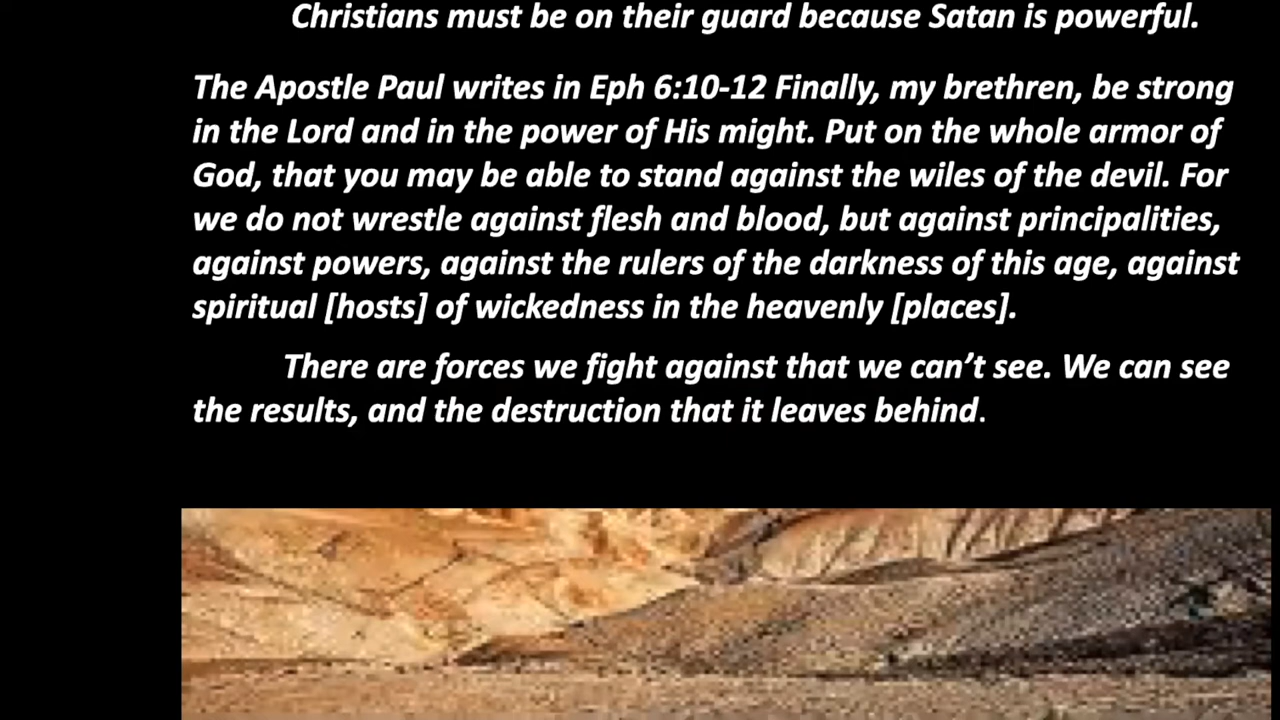 Christians must be on their guard because Satan is powerful.
The Apostle Paul writes in Eph 6:10-12 Finally, my brethren, be strong
in the Lord and in the power of His might. Put on the whole armor of
God, that you may be able to stand against the wiles of the devil. For
we do not wrestle against flesh and blood, but against principalities,
against powers, against the rulers of the darkness of this age, against
spiritual [hosts] of wickedness in the heavenly [places].
There are forces we fight against that we can’t see. We can see
the results, and the destruction that it leaves behind.